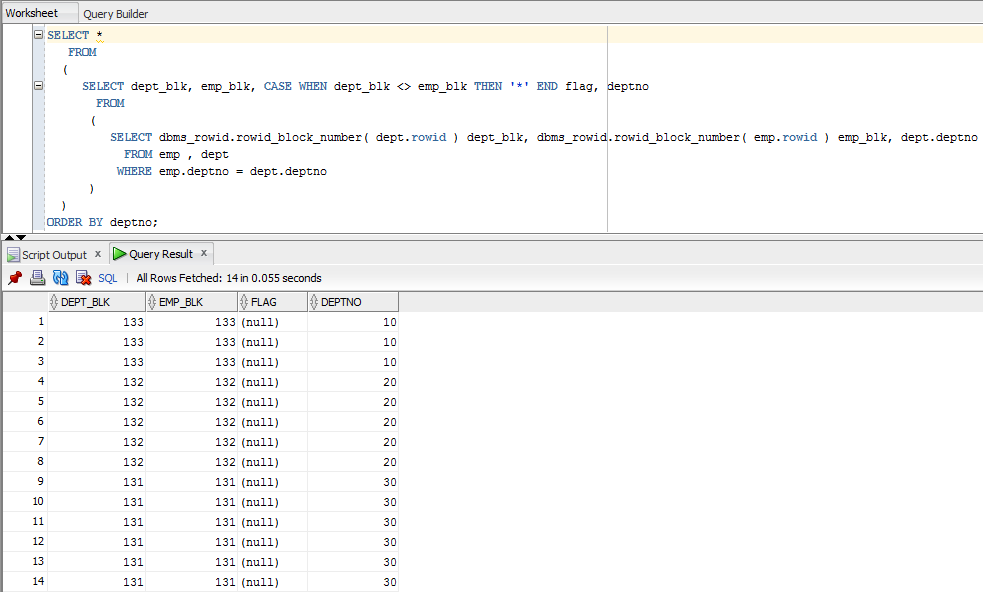 Worksheet Query Builder
SELECT *
FROM
(
SELECT dept_blk, emp_blk, CASE WHEN dept_blk <> emp_blk THEN '*' END flag, deptno
FROM
(
SELECT dbms_rowid.rowid_block_number( dept.rowid ) dept_blk, dbms_rowid.rowid_block_number( emp.rowid ) emp_blk, dept.deptno
FROM emp , dept
WHERE emp.deptno = dept.deptno
)
)
ORDER BY deptno;
Script Output x Query Result x
SQL | All Rows Fetched: 14 in 0.055 seconds
DEPT_BLK EMP_BLK FLAG DEPTNO
1 133 133 (null) 10
2 133 133 (null) 10
3 133 133 (null) 10
4 132 132 (null) 20
5 132 132 (null) 20
6 132 132 (null) 20
7 132 132 (null) 20
8 132 132 (null) 20
9 131 131 (null) 30
10 131 131 (null) 30
11 131 131 (null) 30
12 131 131 (null) 30
13 131 131 (null) 30
14 131 131 (null) 30